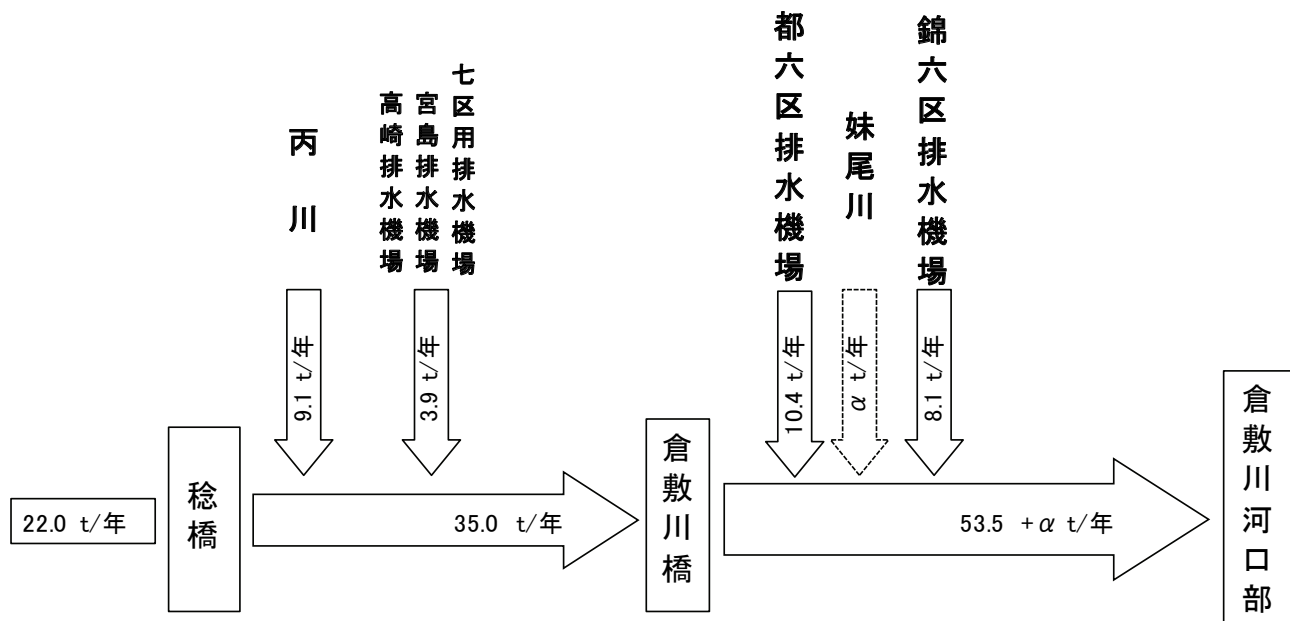 丙川
高崎排水機場
宮島排水機場
七区用排水機場
都六区排水機場
妹尾川
錦六区排水機場
9.1 t/年
3.9 t/年
10.4 t/年
α t/年
8.1 t/年
22.0 t/年
稔橋
35.0 t/年
倉敷川橋
53.5 +α t/年
倉敷川河口部